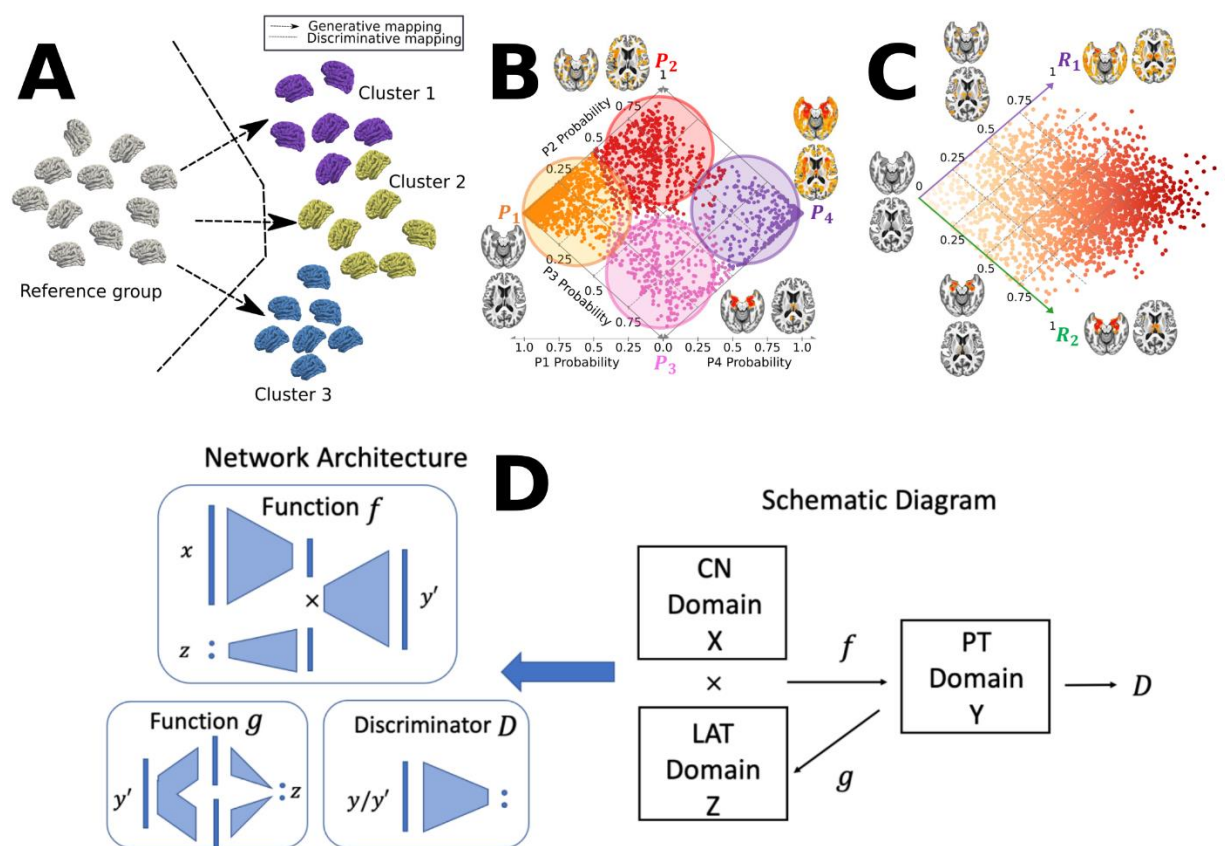 A
Generative mapping
Discriminative mapping
Cluster 1
Cluster 2
Reference group
Cluster 3
B
P₂
1
0.75
0.5
0.25
P2 Probability
P₁
P₄
0.25
0.5
0.75
P3 Probability
1.0 0.75 0.5 0.25 0.0 0.25 0.5 0.75 1.0
P1 Probability
P₃
P4 Probability
C
R₁
1
0.75
0.5
0.25
0
0.25
0.5
0.75
1
R₂
D
Network Architecture
Function f
x
×
y′
z
Function g
y′
z
Discriminator D
y/y′
Schematic Diagram
CN
Domain
X
×
LAT
Domain
Z
f
g
PT
Domain
Y
D